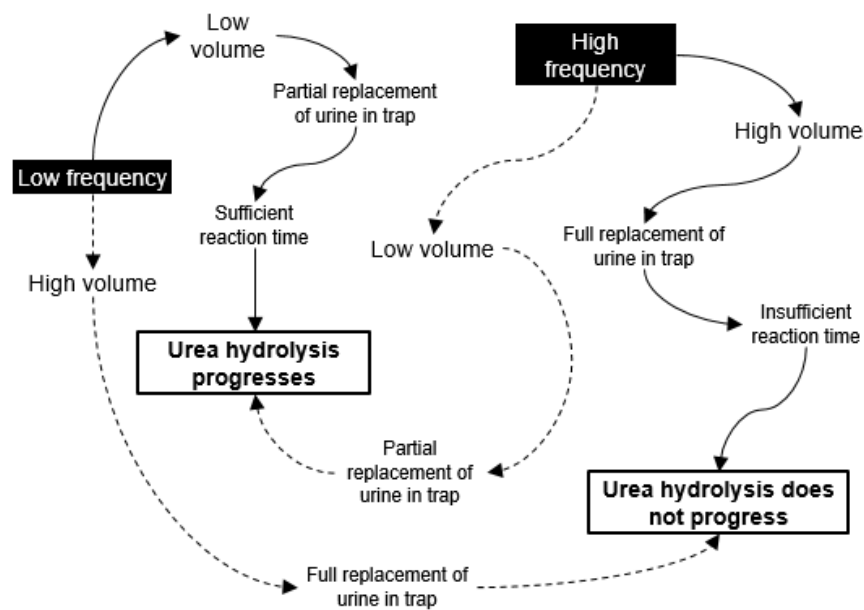 Low
volume
High
frequency
Partial replacement
of urine in trap
High volume
Low frequency
Sufficient
reaction time
Full replacement of
urine in trap
Low volume
High volume
Insufficient
reaction time
Urea hydrolysis
progresses
Partial
replacement of
urine in trap
Urea hydrolysis does
not progress
Full replacement of
urine in trap